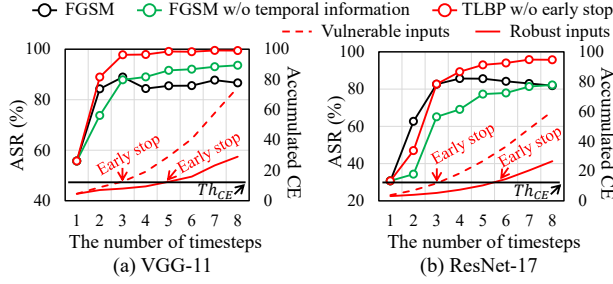 FGSM FGSM w/o temporal information TLBP w/o early stop
Vulnerable inputs Robust inputs
ASR (%)
100
80
60
40
Early stop
Early stop
Th_CE
100
80
60
40
20
0
Accumulated CE
1 2 3 4 5 6 7 8
The number of timesteps
(a) VGG-11
ASR (%)
100
90
80
70
60
50
40
30
20
Early stop
Early stop
Th_CE
100
80
60
40
20
0
Accumulated CE
1 2 3 4 5 6 7 8
The number of timesteps
(b) ResNet-17